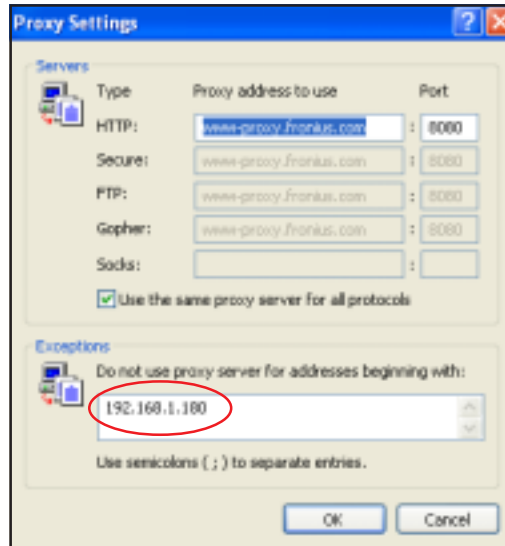 Proxy Settings
Servers
Type Proxy address to use Port
HTTP: www-proxy.fronius.com : 8080
Secure: www-proxy.fronius.com : 8080
FTP: www-proxy.fronius.com : 8080
Gopher: www-proxy.fronius.com : 8080
Socks: :
Use the same proxy server for all protocols
Exceptions
Do not use proxy server for addresses beginning with:
192.168.1.180
Use semicolons ( ; ) to separate entries.
OK Cancel